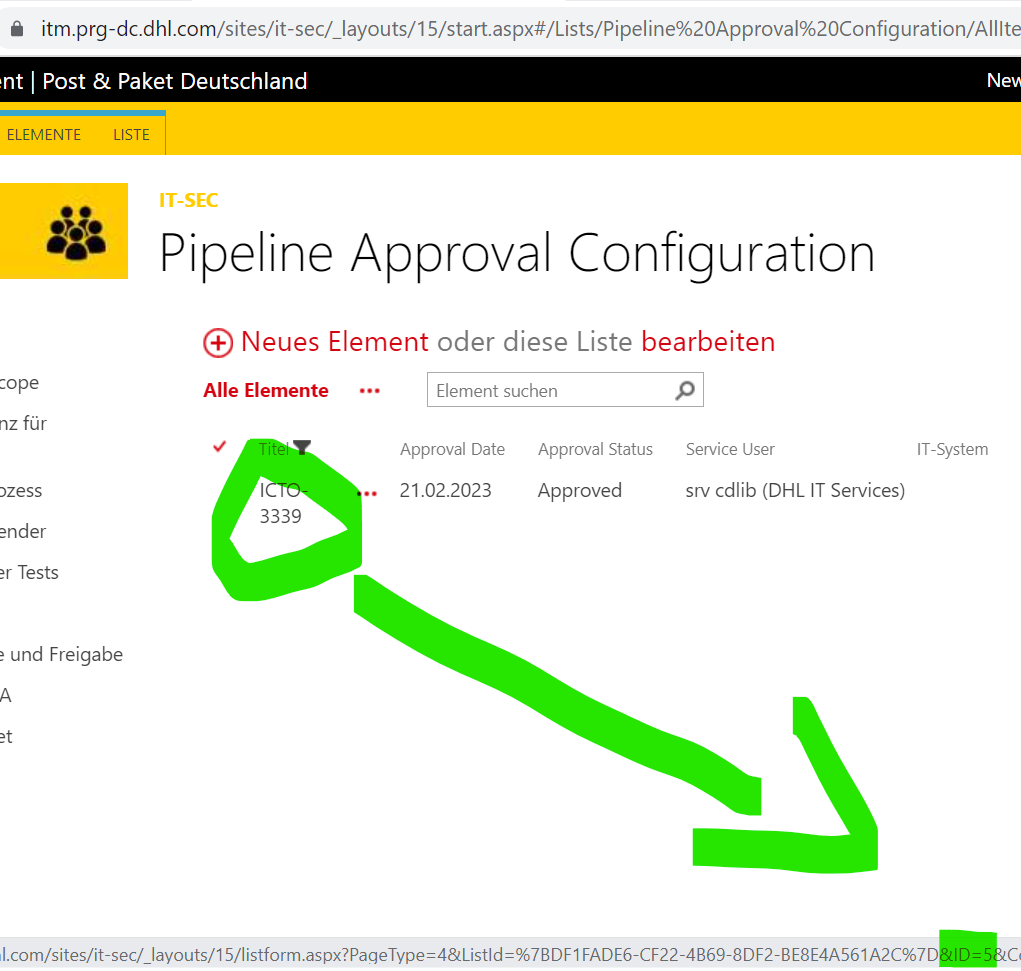 itm.prg-dc.dhl.com/sites/it-sec/_layouts/15/start.aspx#/Lists/Pipeline%20Approval%20Configuration/AllIte
nt | Post & Paket Deutschland
New
ELEMENTE LISTE
IT-SEC
Pipeline Approval Configuration
Neues Element oder diese Liste bearbeiten
Alle Elemente ••• Element suchen
Titel Approval Date Approval Status Service User IT-System
ICTO-3339 ••• 21.02.2023 Approved srv cdlib (DHL IT Services)
cope
nz für
ozess
ender
er Tests
e und Freigabe
A
et
l.com/sites/it-sec/_layouts/15/listform.aspx?PageType=4&ListId=%7BDF1FADE6-CF22-4B69-8DF2-BE8E4A561A2C%7D&ID=5&C